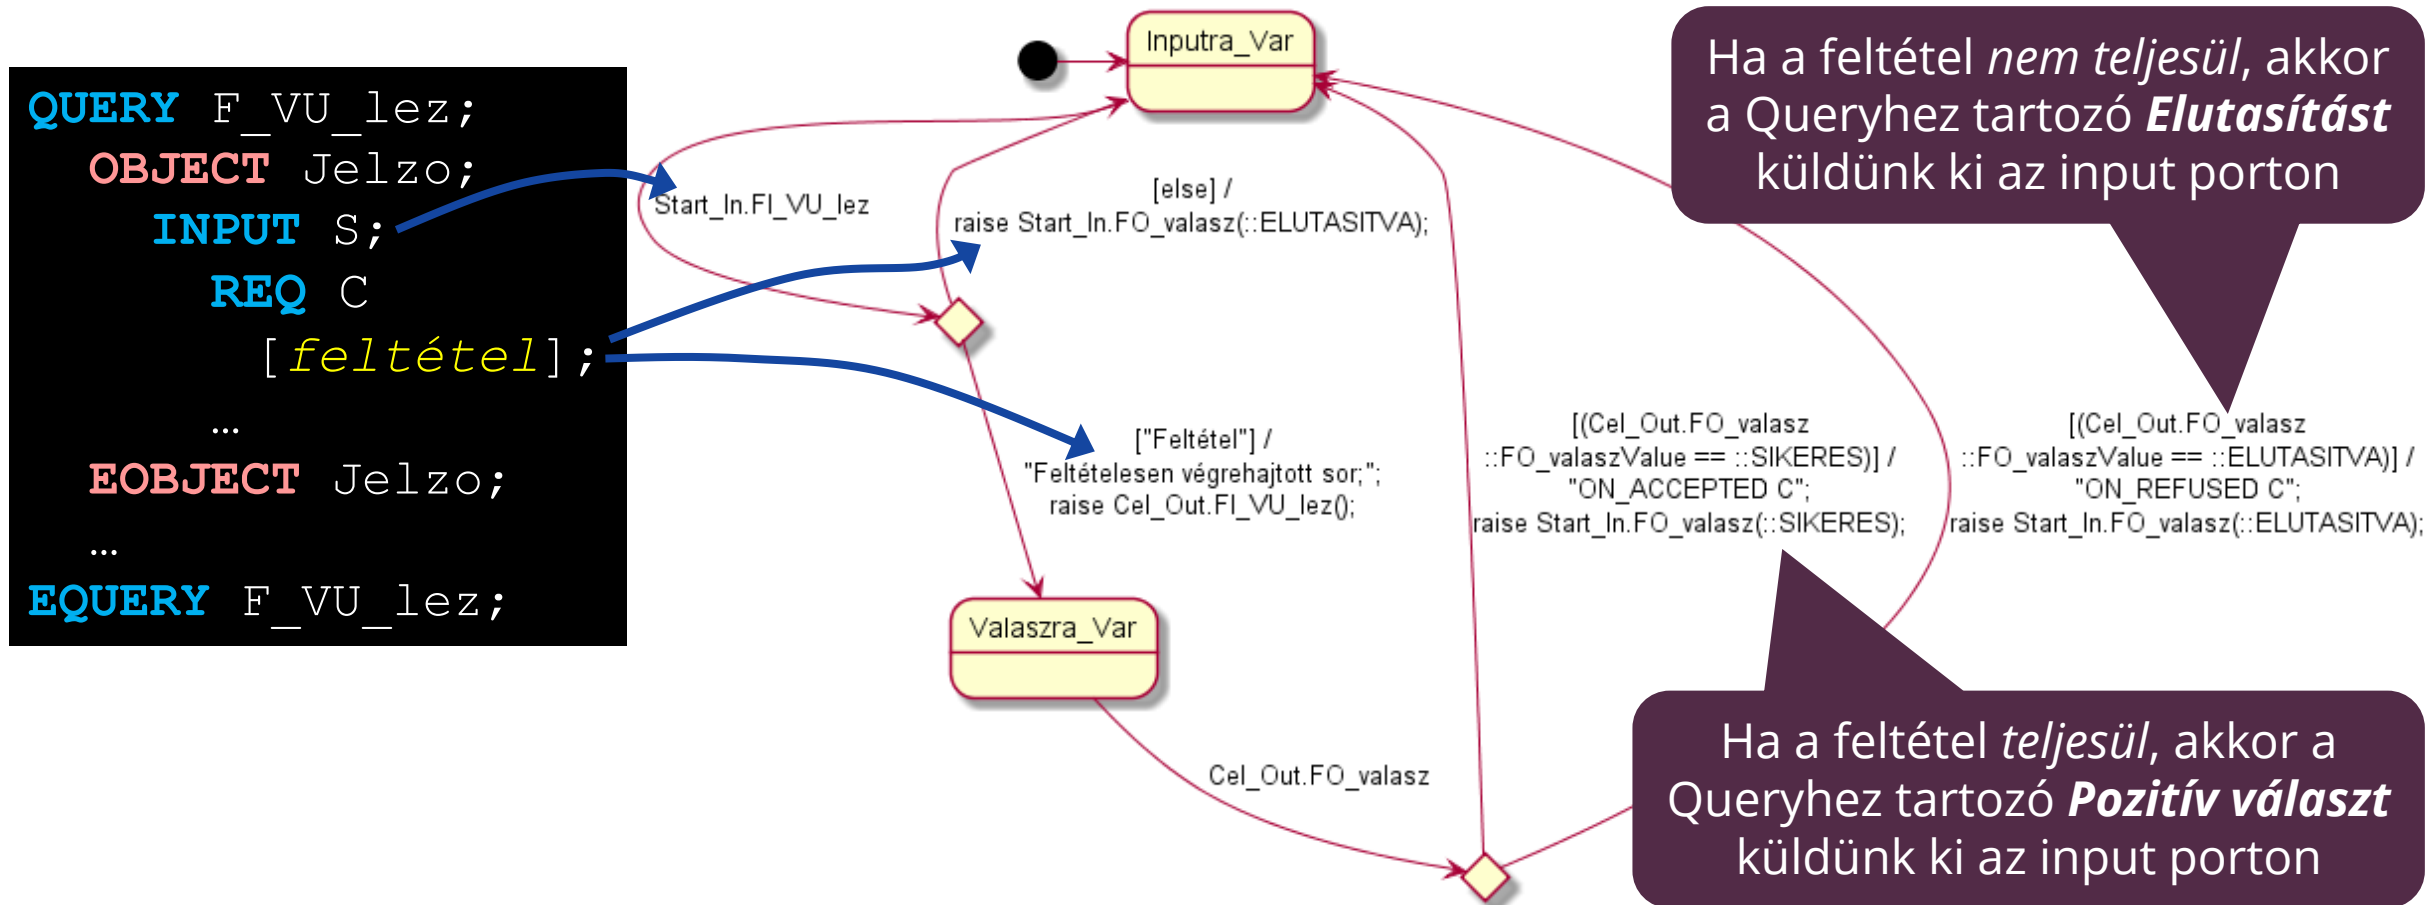 QUERY F_VU_lez;
OBJECT Jelzo;
INPUT S;
REQ C
[feltétel];
…
EOBJECT Jelzo;
…
EQUERY F_VU_lez;
Inputra_Var
Start_In.FI_VU_lez
[else] /
raise Start_In.FO_valasz(::ELUTASITVA);
["Feltétel"] /
"Feltételesen végrehajtott sor;";
raise Cel_Out.FI_VU_lez();
Valaszra_Var
Cel_Out.FO_valasz
[(Cel_Out.FO_valasz
::FO_valaszValue == ::SIKERES)] /
"ON_ACCEPTED C";
raise Start_In.FO_valasz(::SIKERES);
[(Cel_Out.FO_valasz
::FO_valaszValue == ::ELUTASITVA)] /
"ON_REFUSED C";
raise Start_In.FO_valasz(::ELUTASITVA);
Ha a feltétel nem teljesül, akkor
a Queryhez tartozó Elutasítást
küldünk ki az input porton
Ha a feltétel teljesül, akkor a
Queryhez tartozó Pozitív választ
küldünk ki az input porton